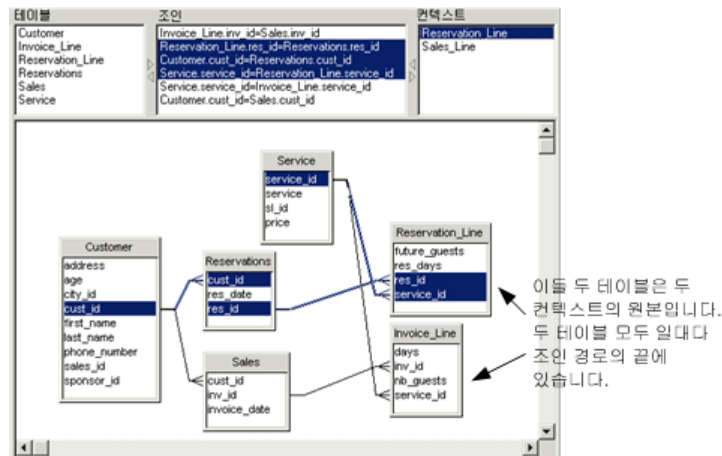 테이블
Customer
Invoice_Line
Reservation_Line
Reservations
Sales
Service
조인
Invoice_Line.inv_id=Sales.inv_id
Reservation_Line.res_id=Reservations.res_id
Customer.cust_id=Reservations.cust_id
Service.service_id=Reservation_Line.service_id
Service.service_id=Invoice_Line.service_id
Customer.cust_id=Sales.cust_id
컨텍스트
Reservation_Line
Sales_Line
Service
service_id
service
sl_id
price
Customer
address
age
city_id
cust_id
first_name
last_name
phone_number
sales_id
sponsor_id
Reservations
cust_id
res_date
res_id
Sales
cust_id
inv_id
invoice_date
Reservation_Line
future_guests
res_days
res_id
service_id
Invoice_Line
days
inv_id
nb_guests
service_id
이들 두 테이블은 두
컨텍스트의 원본입니다.
두 테이블 모두 일대다
조인 경로의 끝에
있습니다.